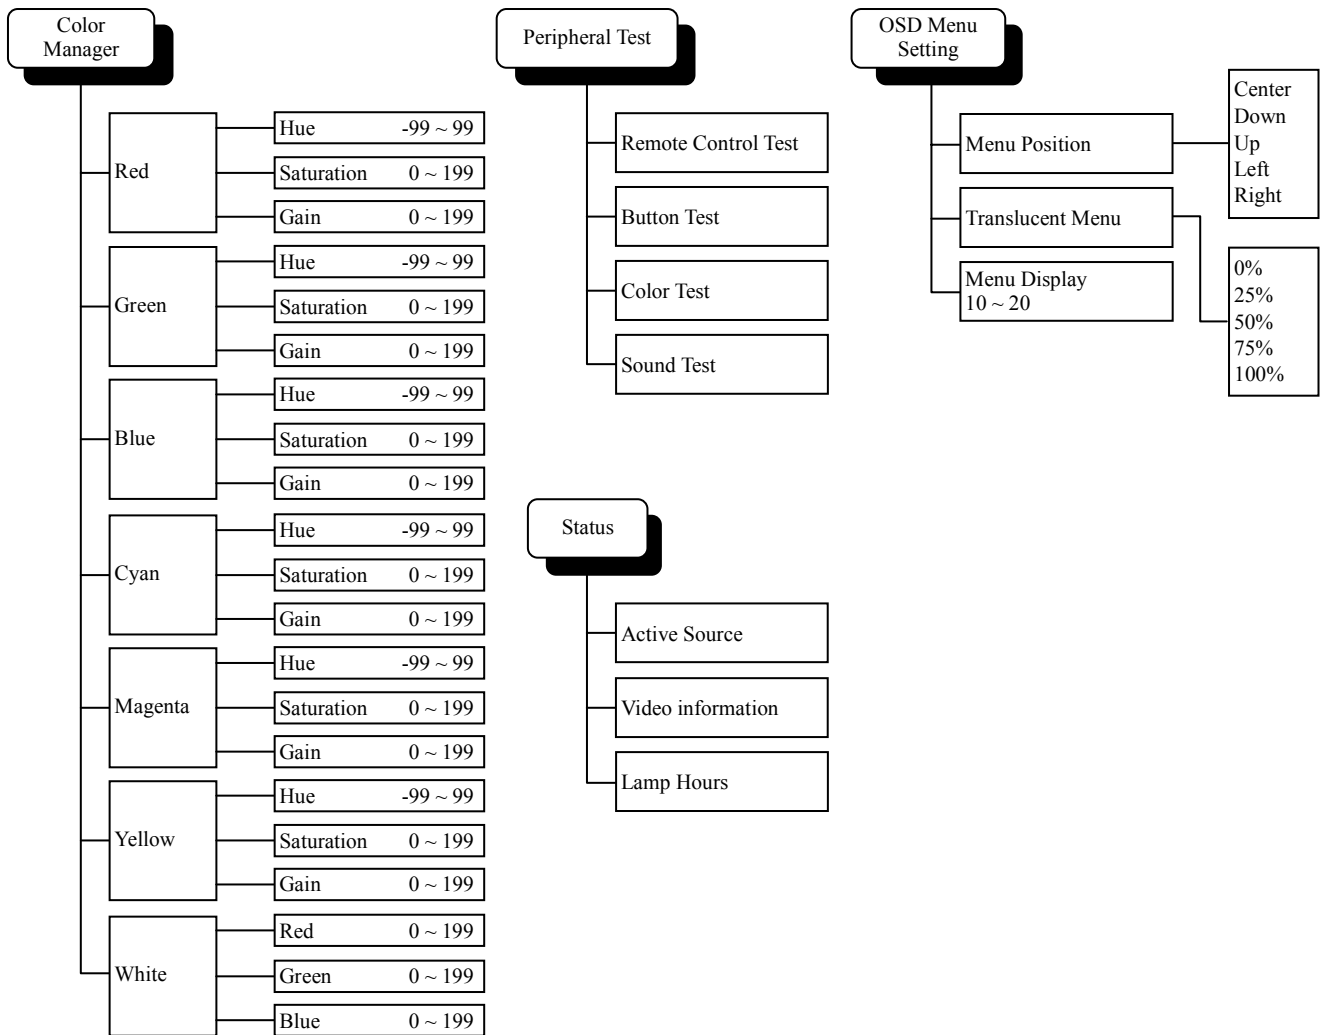 Color
Manager
Red
Hue -99 ~ 99
Saturation 0 ~ 199
Gain 0 ~ 199
Green
Hue -99 ~ 99
Saturation 0 ~ 199
Gain 0 ~ 199
Blue
Hue -99 ~ 99
Saturation 0 ~ 199
Gain 0 ~ 199
Cyan
Hue -99 ~ 99
Saturation 0 ~ 199
Gain 0 ~ 199
Magenta
Hue -99 ~ 99
Saturation 0 ~ 199
Gain 0 ~ 199
Yellow
Hue -99 ~ 99
Saturation 0 ~ 199
Gain 0 ~ 199
White
Red 0 ~ 199
Green 0 ~ 199
Blue 0 ~ 199
Peripheral Test
Remote Control Test
Button Test
Color Test
Sound Test
Status
Active Source
Video information
Lamp Hours
OSD Menu
Setting
Menu Position
Center
Down
Up
Left
Right
Translucent Menu
0%
25%
50%
75%
100%
Menu Display
10 ~ 20